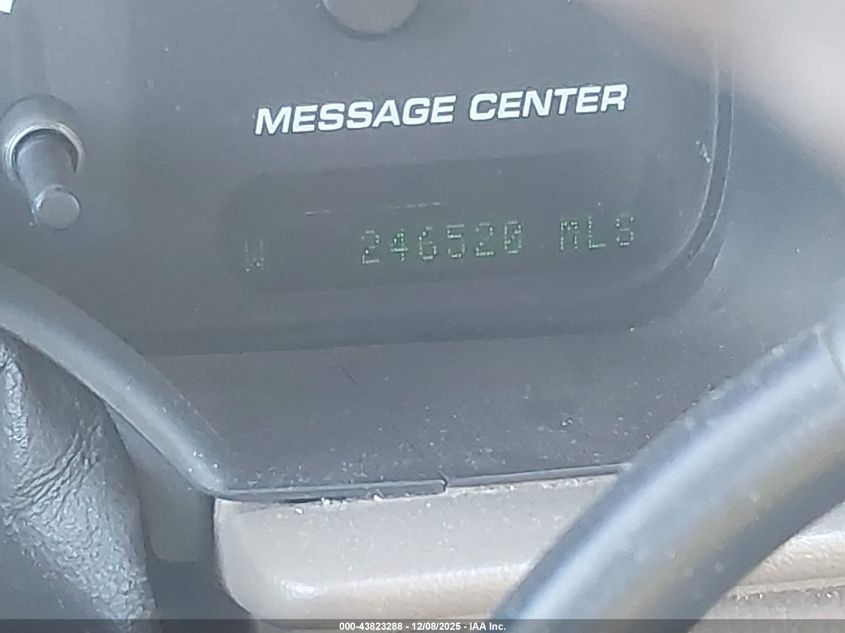 MESSAGE CENTER
W 246520 MLS
000-43823288 - 12/08/2025 - IAA Inc.